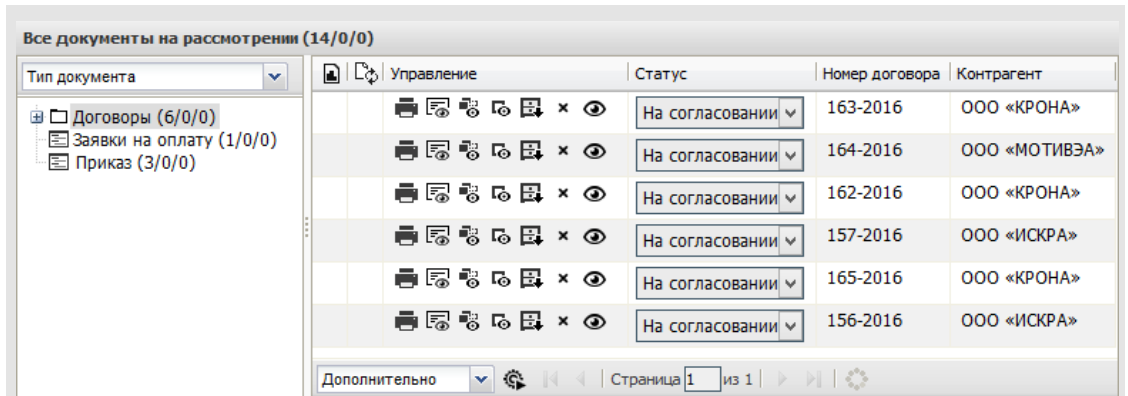 Все документы на рассмотрении (14/0/0)
Тип документа
Управление Статус Номер договора Контрагент
Договоры (6/0/0)
Заявки на оплату (1/0/0)
Приказ (3/0/0)
На согласовании 163-2016 ООО «КРОНА»
На согласовании 164-2016 ООО «МОТИВЭА»
На согласовании 162-2016 ООО «КРОНА»
На согласовании 157-2016 ООО «ИСКРА»
На согласовании 165-2016 ООО «КРОНА»
На согласовании 156-2016 ООО «ИСКРА»
Дополнительно Страница 1 из 1